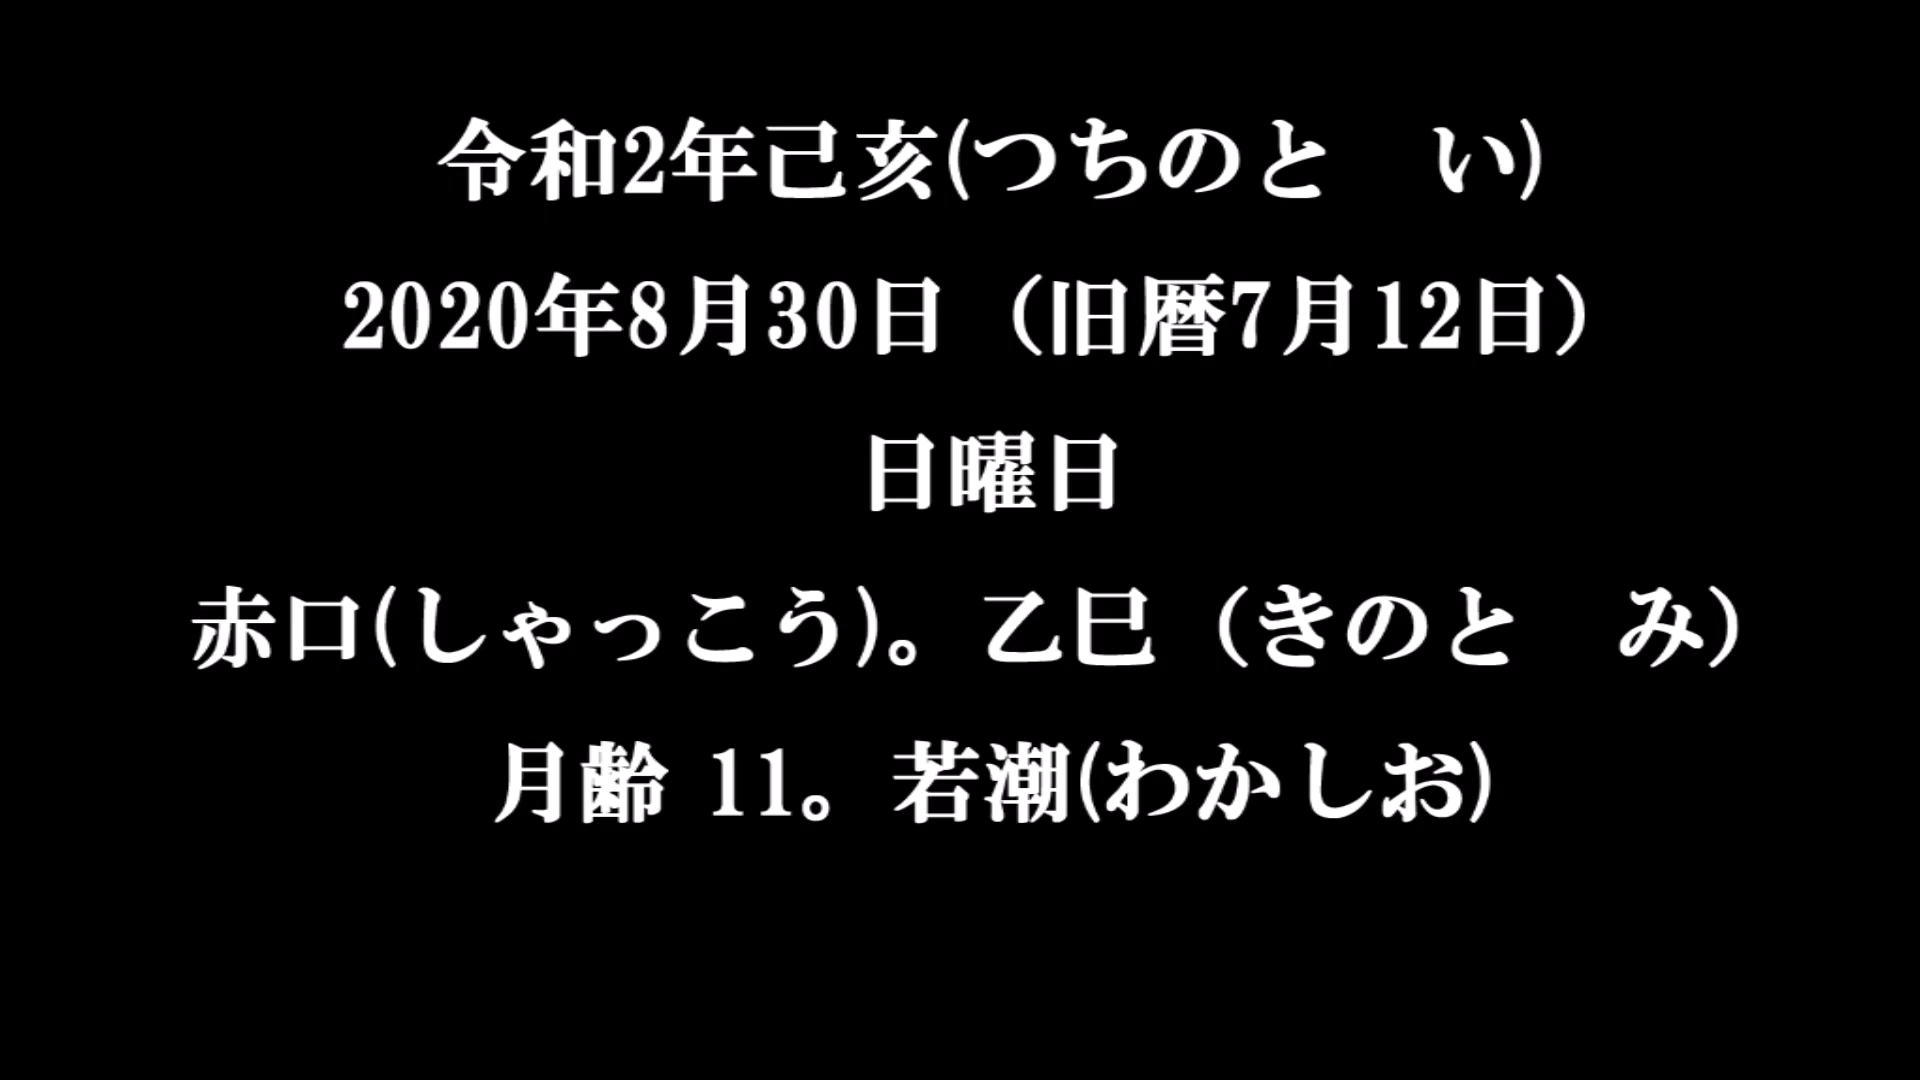 令和2年己亥(つちのと　い)
2020年8月30日（旧暦7月12日）
日曜日
赤口(しゃっこう)。乙巳（きのと　み）
月齢 11。若潮(わかしお)